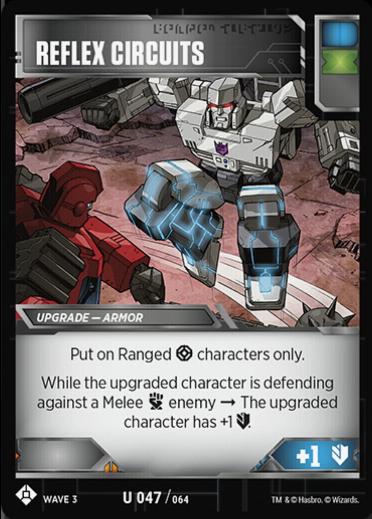 REFLEX CIRCUITS
UPGRADE — ARMOR
Put on Ranged characters only.
While the upgraded character is defending
against a Melee enemy → The upgraded
character has +1
+1
WAVE 3
U 047/064
TM & © Hasbro. © Wizards.